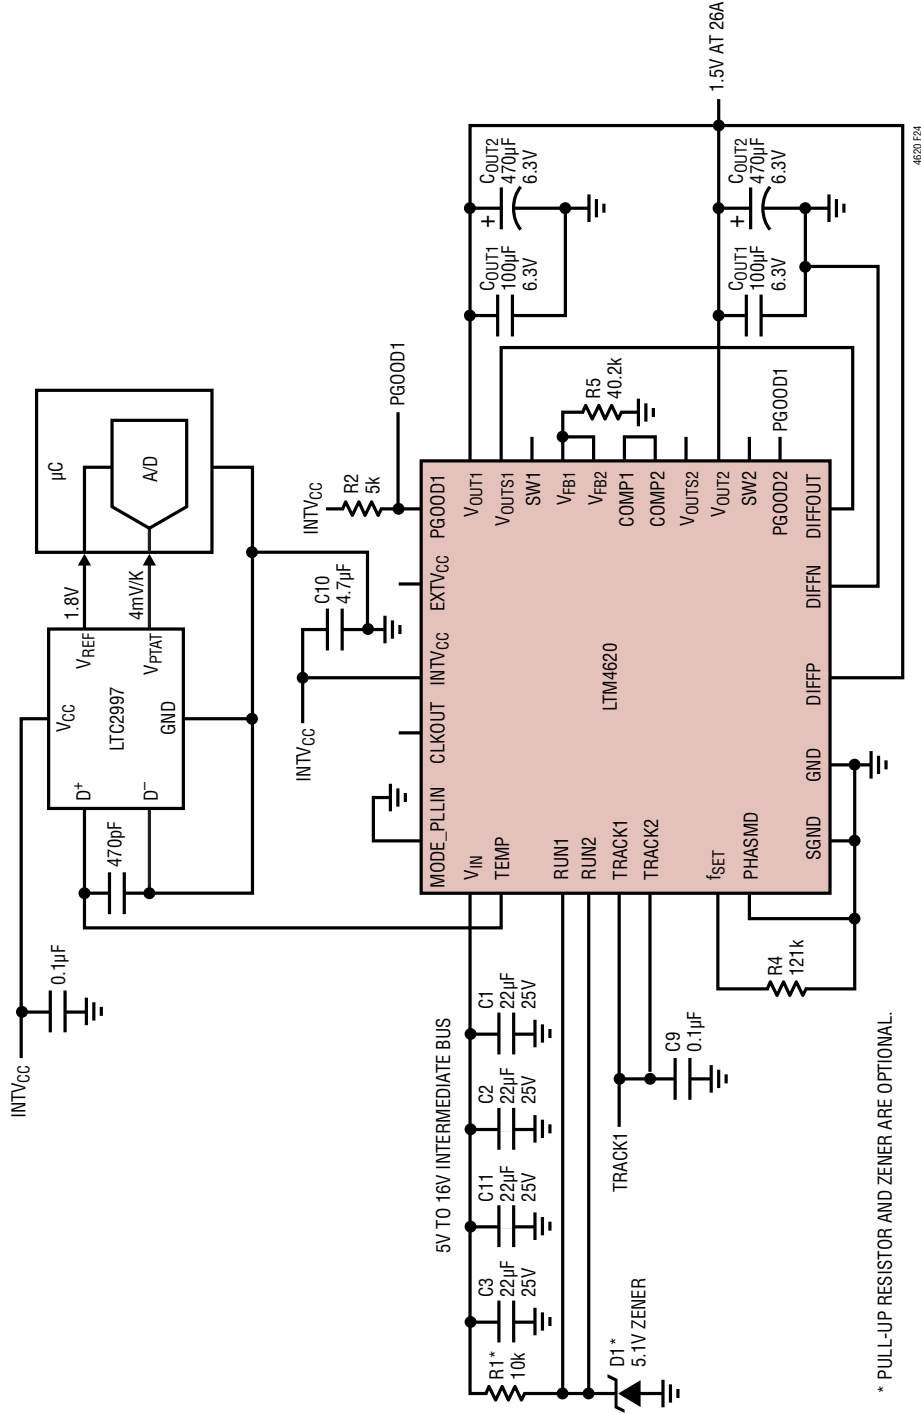 INTVCC
0.1µF
470pF
D+
D–
VCC
LTC2997
GND
VREF
VPTAT
1.8V
4mV/K
µC
A/D
INTVCC
C10
4.7µF
INTVCC
R2
5k
PGOOD1
MODE_PLLIN
CLKOUT
INTVCC
EXTVCC
PGOOD1
VIN
TEMP
RUN1
RUN2
TRACK1
TRACK2
fSET
PHASMD
LTM4620
VOUT1
VOUTS1
SW1
VFB1
VFB2
COMP1
COMP2
VOUTS2
VOUT2
SW2
PGOOD2
SGND
GND
DIFFP
DIFFN
DIFFOUT
5V TO 16V INTERMEDIATE BUS
R1*
10k
C3
22µF
25V
C11
22µF
25V
C2
22µF
25V
C1
22µF
25V
D1*
5.1V ZENER
TRACK1
C9
0.1µF
R4
121k
R5
40.2k
PGOOD1
COUT1
100µF
6.3V
COUT2
470µF
6.3V
+
COUT1
100µF
6.3V
COUT2
470µF
6.3V
+
1.5V AT 26A
* PULL-UP RESISTOR AND ZENER ARE OPTIONAL.
4620 F24